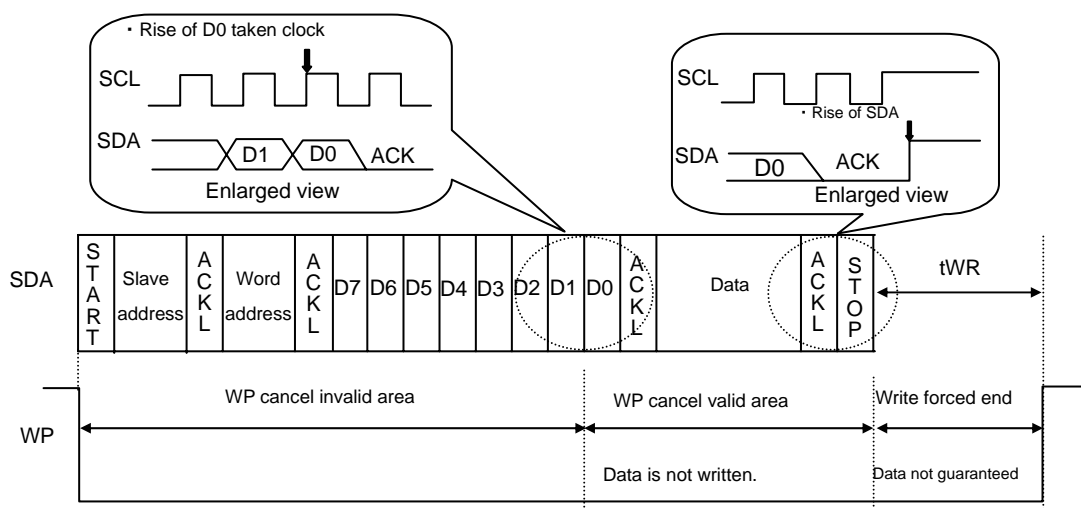 ・Rise of D0 taken clock
SCL
SDA
D1
D0
ACK
Enlarged view
SCL
・Rise of SDA
SDA
D0
ACK
Enlarged view
SDA
START
Slave
address
ACKL
Word
address
ACKL
D7
D6
D5
D4
D3
D2
D1
D0
ACKL
Data
ACKL
STOP
tWR
WP
WP cancel invalid area
WP cancel valid area
Write forced end
Data is not written.
Data not guaranteed